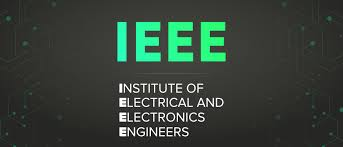 IEEE
INSTITUTE OF
ELECTRICAL AND
ELECTRONICS
ENGINEERS